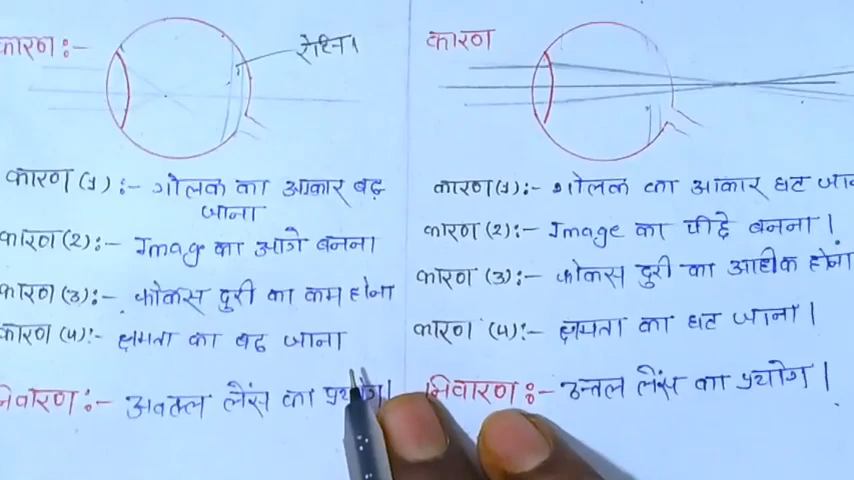 कारण :-
रेटिना
कारण (1) :- गोलक का आकार बढ़
जाना
कारण (2) :- Image का आगे बनना
कारण (3) :- फोकस दुरी का कम होना
कारण (4) :- क्षमता का बढ़ जाना
निवारण :- अवतल लेंस का प्रयोग।
कारण
कारण (1) :- गोलक का आकार घट जाना
कारण (2) :- Image का पीछे बनना।
कारण (3) :- फोकस दुरी का अधीक होना
कारण (4) :- क्षमता का घट जाना।
निवारण :- उत्तल लेंस का प्रयोग।